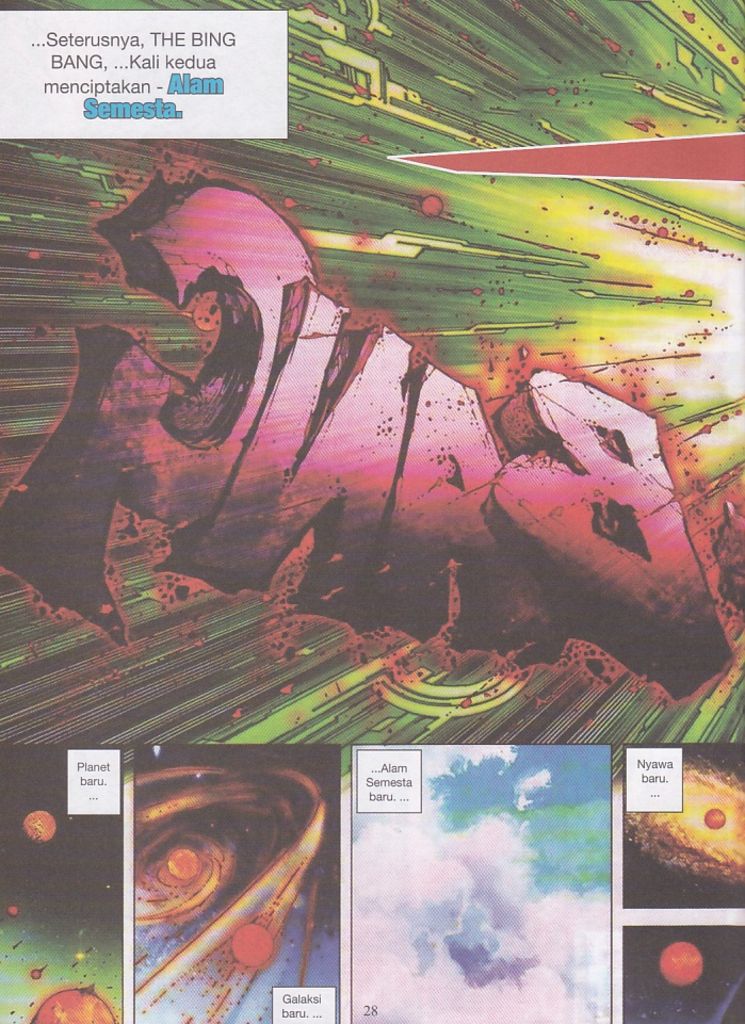 ...Seterusnya, THE BING
BANG, ...Kali kedua
menciptakan - Alam
Semesta.
Planet
baru.
...
Galaksi
baru. ...
...Alam
Semesta
baru. ...
Nyawa
baru.
...
28